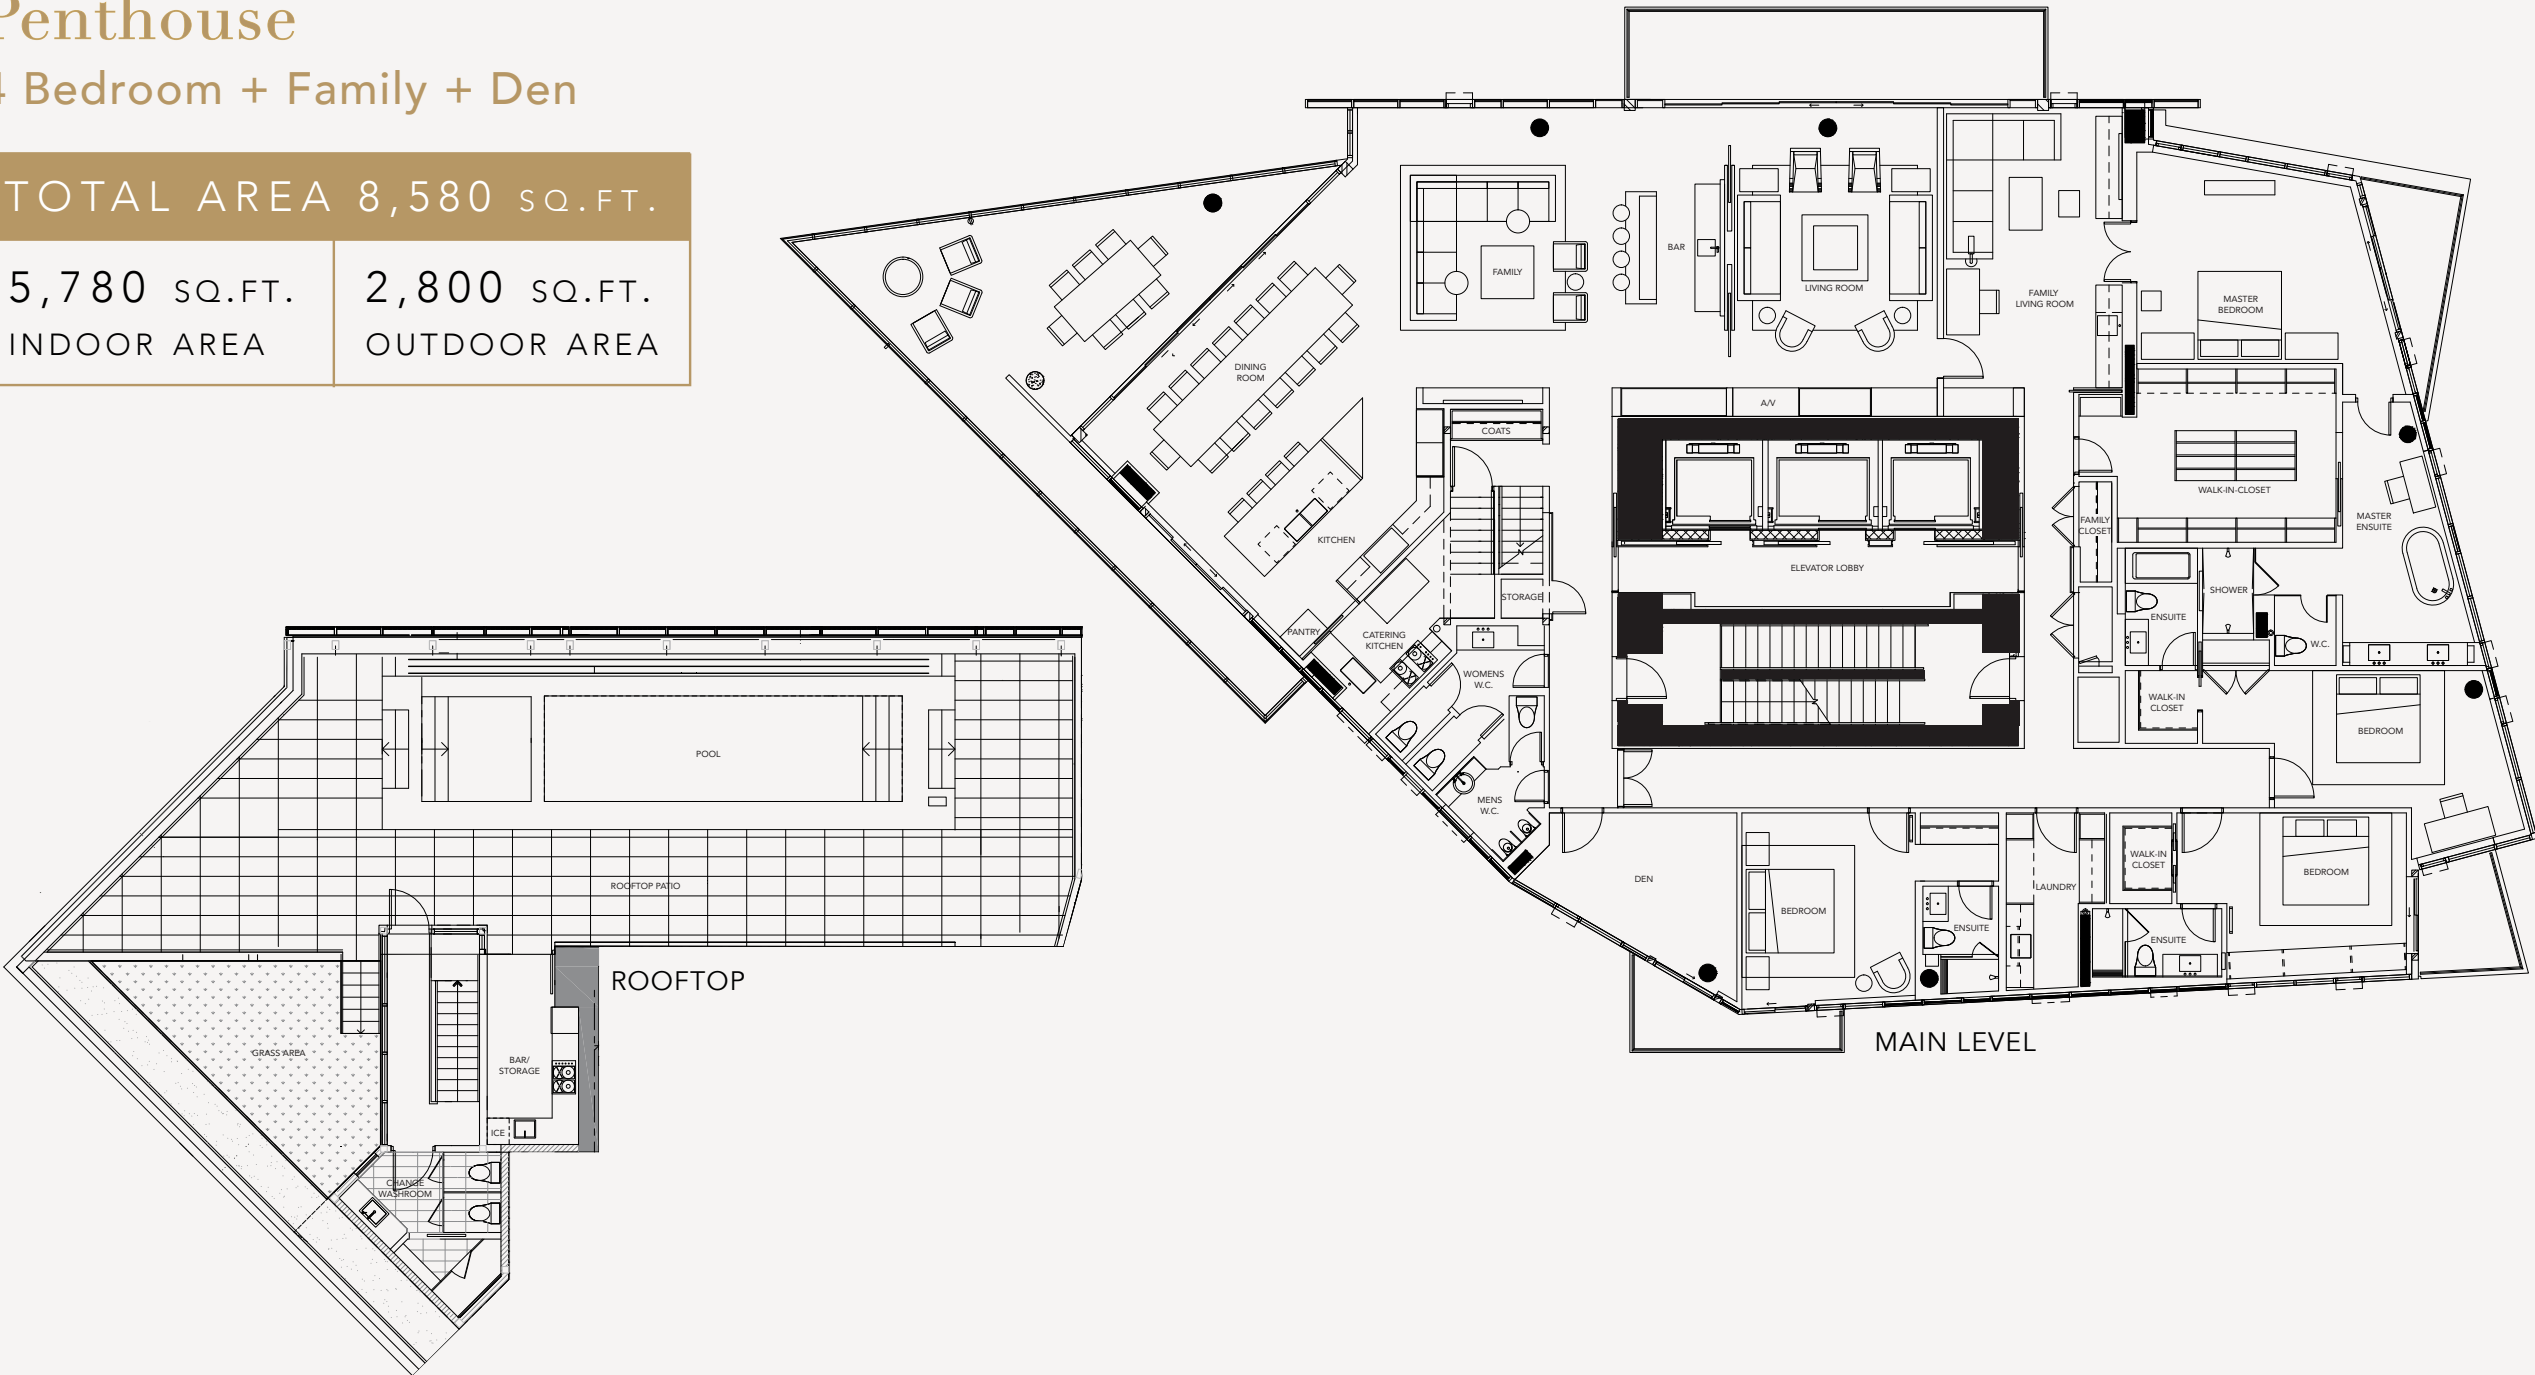 Penthouse
4 Bedroom + Family + Den
TOTAL AREA 8,580 SQ.FT.
5,780 SQ.FT.
INDOOR AREA
2,800 SQ.FT.
OUTDOOR AREA
FAMILY
BAR
LIVING ROOM
FAMILY
LIVING ROOM
MASTER
BEDROOM
DINING
ROOM
A/V
COATS
WALK-IN-CLOSET
FAMILY
CLOSET
MASTER
ENSUITE
KITCHEN
ELEVATOR LOBBY
STORAGE
SHOWER
ENSUITE
PANTRY
CATERING
KITCHEN
W.C.
WOMENS
W.C.
WALK-IN
CLOSET
BEDROOM
MENS
W.C.
DEN
BEDROOM
ENSUITE
LAUNDRY
WALK-IN
CLOSET
ENSUITE
BEDROOM
MAIN LEVEL
POOL
ROOFTOP PATIO
ROOFTOP
GRASS AREA
BAR/
STORAGE
ICE
CHANGE
WASHROOM